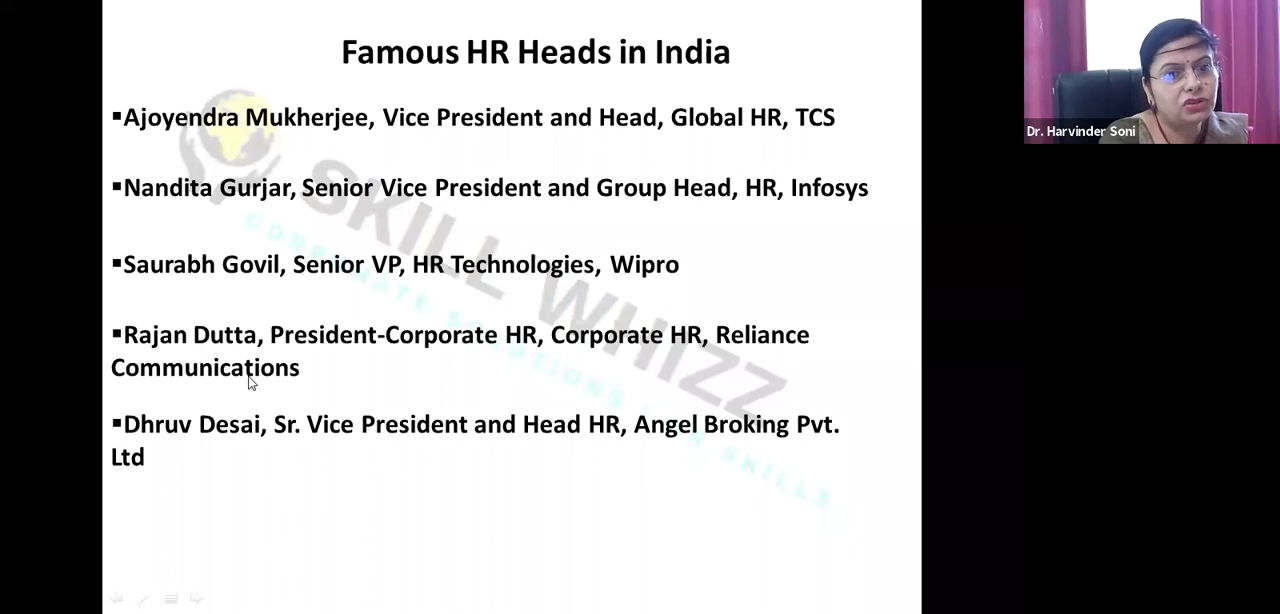 Famous HR Heads in India
▪Ajoyendra Mukherjee, Vice President and Head, Global HR, TCS
▪Nandita Gurjar, Senior Vice President and Group Head, HR, Infosys
▪Saurabh Govil, Senior VP, HR Technologies, Wipro
▪Rajan Dutta, President-Corporate HR, Corporate HR, Reliance
Communications
▪Dhruv Desai, Sr. Vice President and Head HR, Angel Broking Pvt.
Ltd
SKILL WHIZZ
Dr. Harvinder Soni